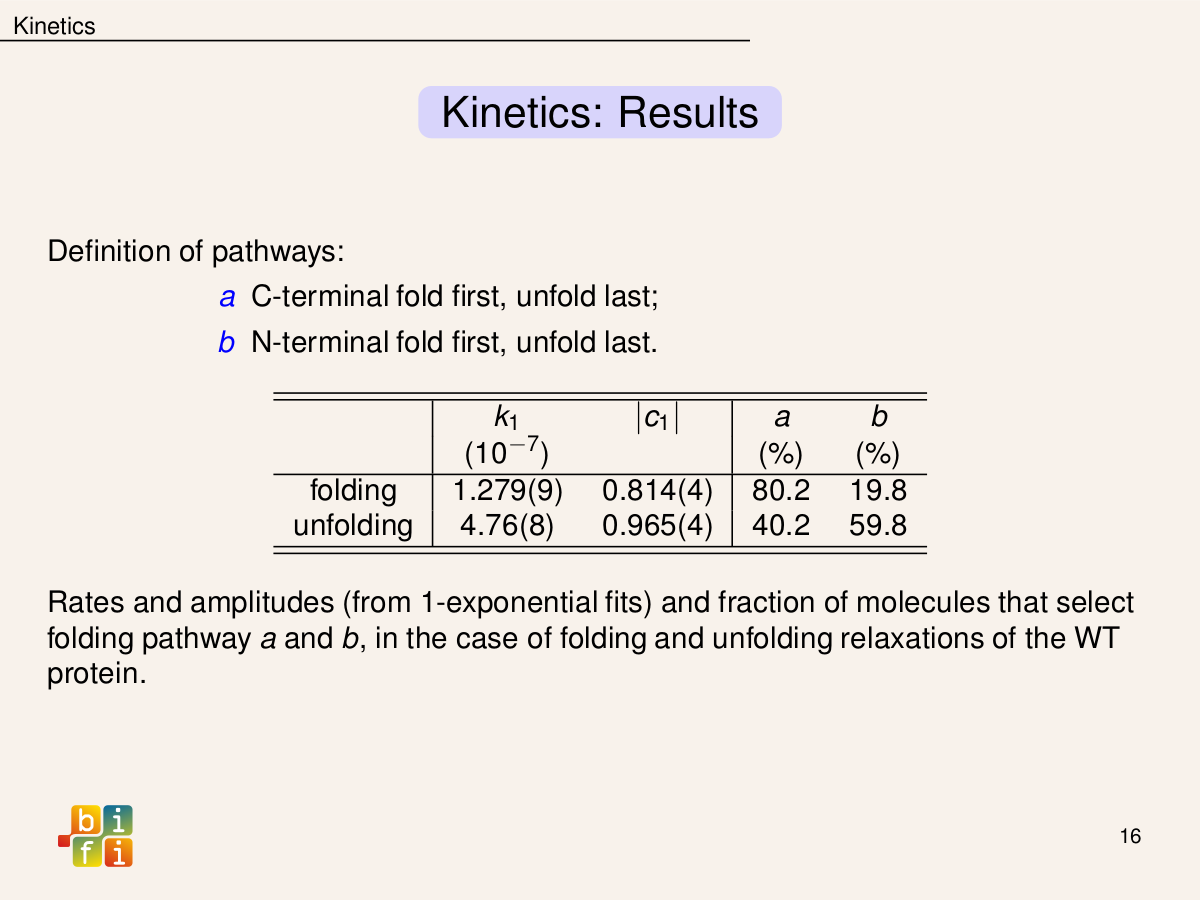 Kinetics
Kinetics: Results
Definition of pathways:
a C-terminal fold first, unfold last;
b N-terminal fold first, unfold last.
k₁ |c₁| a b
(10⁻⁷) (%) (%)
folding 1.279(9) 0.814(4) 80.2 19.8
unfolding 4.76(8) 0.965(4) 40.2 59.8
Rates and amplitudes (from 1-exponential fits) and fraction of molecules that select
folding pathway a and b, in the case of folding and unfolding relaxations of the WT
protein.
b i
f i
16